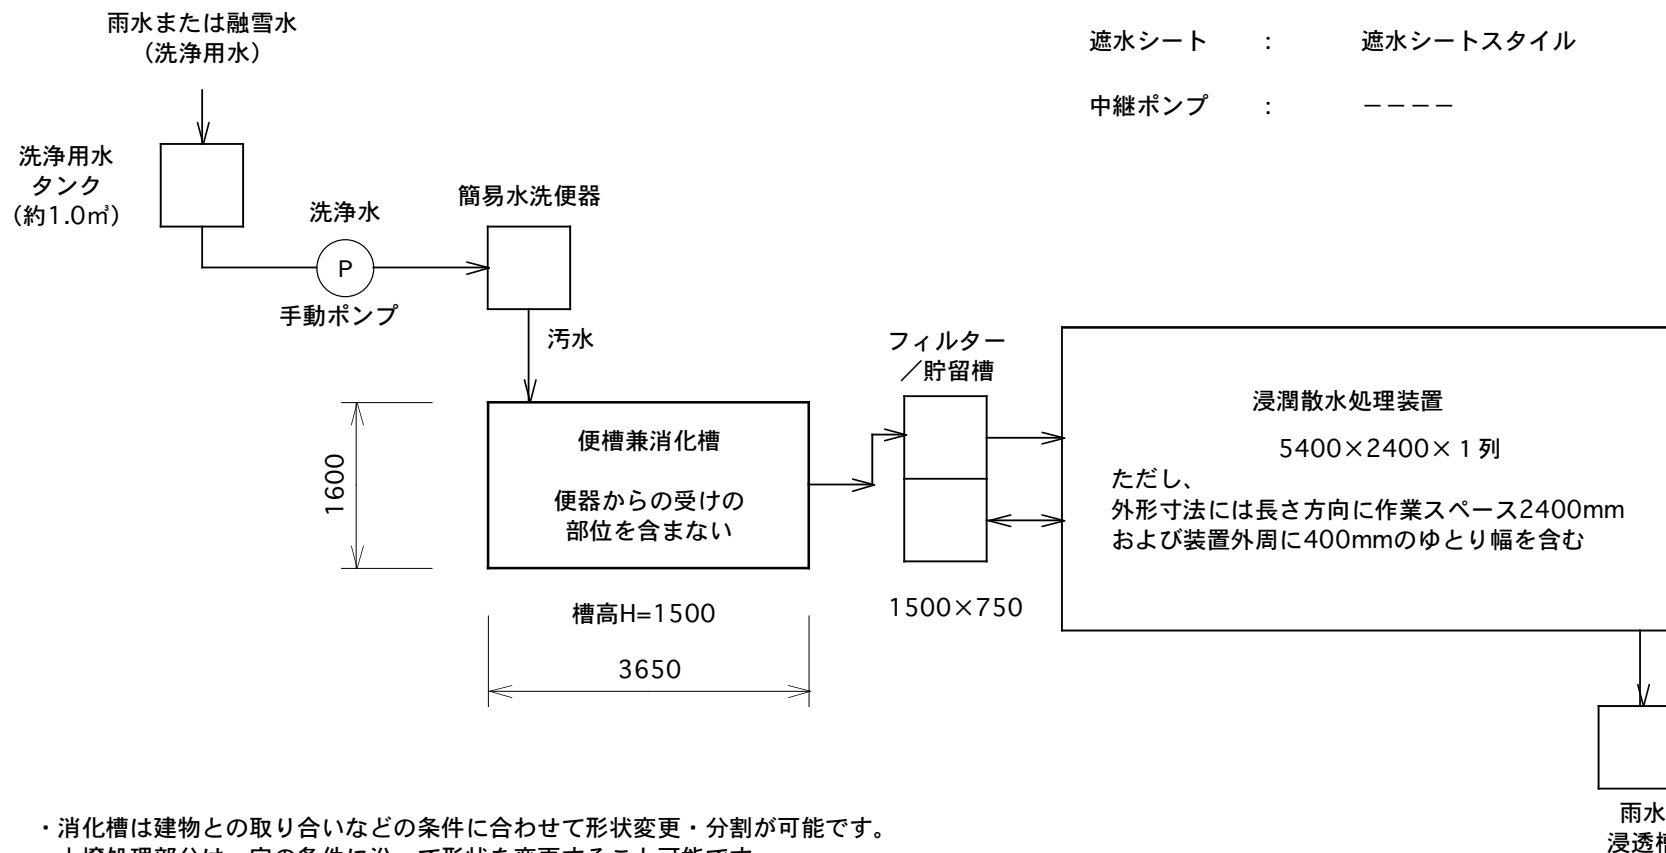 雨水または融雪水
（洗浄用水）
遮水シート　：　遮水シートスタイル
中継ポンプ　：　－－－－
洗浄用水
タンク
（約1.0㎥）
洗浄水
P
手動ポンプ
簡易水洗便器
汚水
フィルター
／貯留槽
便槽兼消化槽
便器からの受けの
部位を含まない
1600
槽高H=1500
3650
1500×750
浸潤散水処理装置
5400×2400×１列
ただし、
外形寸法には長さ方向に作業スペース2400mm
および装置外周に400mmのゆとり幅を含む
雨水
浸透
・消化槽は建物との取り合いなどの条件に合わせて形状変更・分割が可能です。